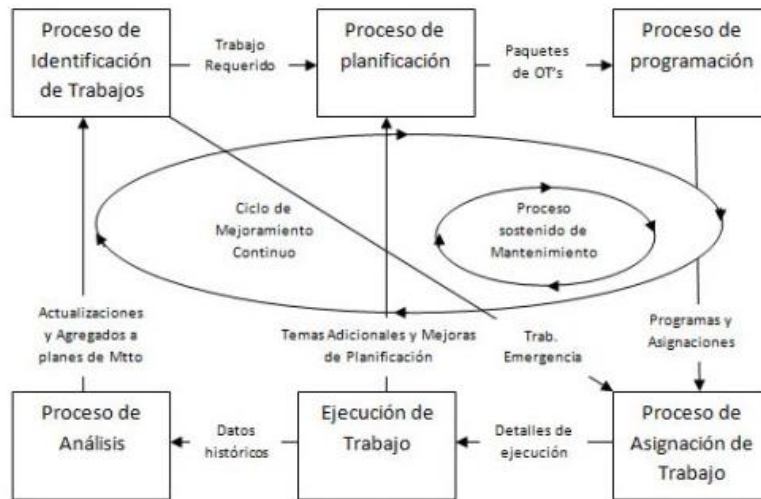 Proceso de
Identificación
de Trabajos
Trabajo
Requerido
Proceso de
planificación
Paquetes
de OT's
Proceso de
programación
Ciclo de
Mejoramiento
Continuo
Proceso
sostenido de
Mantenimiento
Actualizaciones
y Agregados a
planes de Mtto
Temas Adicionales y Mejoras
de Planificación
Trab.
Emergencia
Programas y
Asignaciones
Proceso de
Análisis
Datos
históricos
Ejecución de
Trabajo
Detalles de
ejecución
Proceso de
Asignación de
Trabajo